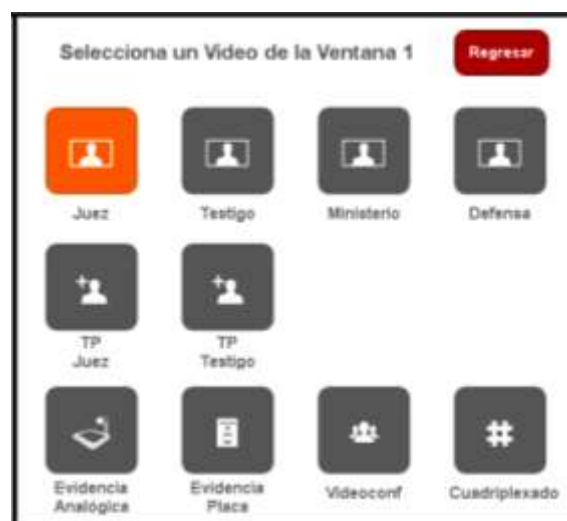 Selecciona un Video de la Ventana 1
Regresar
Juez
Testigo
Ministerio
Defensa
TP
Juez
TP
Testigo
Evidencia
Analógica
Evidencia
Placa
Videoconf
Cuadriplexado